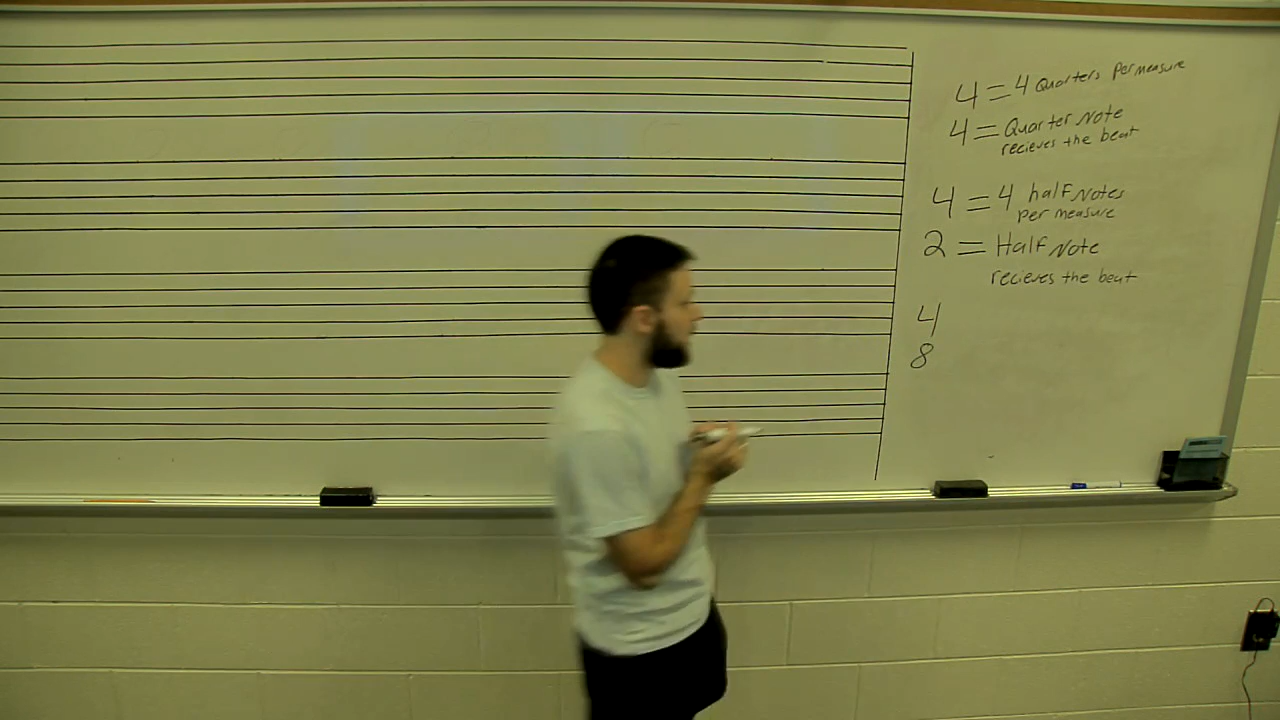 4 = 4 Quarters Per measure
4 = Quarter Note
recieves the beat
4 = 4 half Notes
per measure
2 = Half Note
recieves the beat
4
8